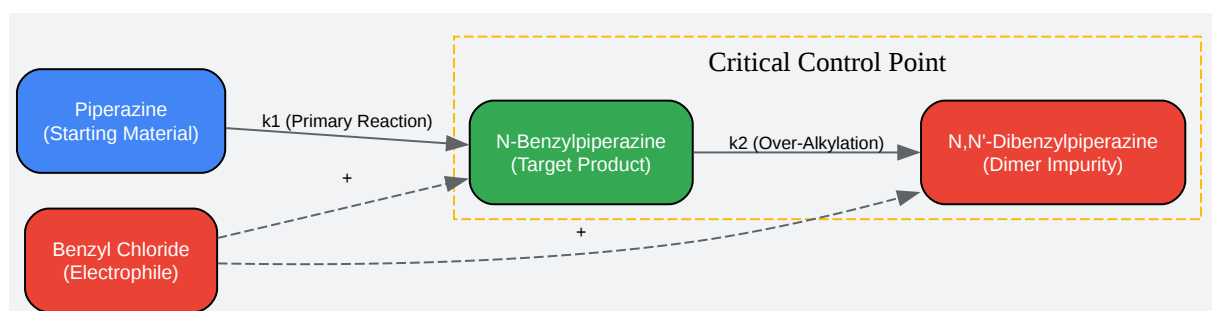 Critical Control Point
Piperazine
(Starting Material)
k1 (Primary Reaction)
N-Benzylpiperazine
(Target Product)
k2 (Over-Alkylation)
N,N'-Dibenzylpiperazine
(Dimer Impurity)
+
Benzyl Chloride
(Electrophile)
+